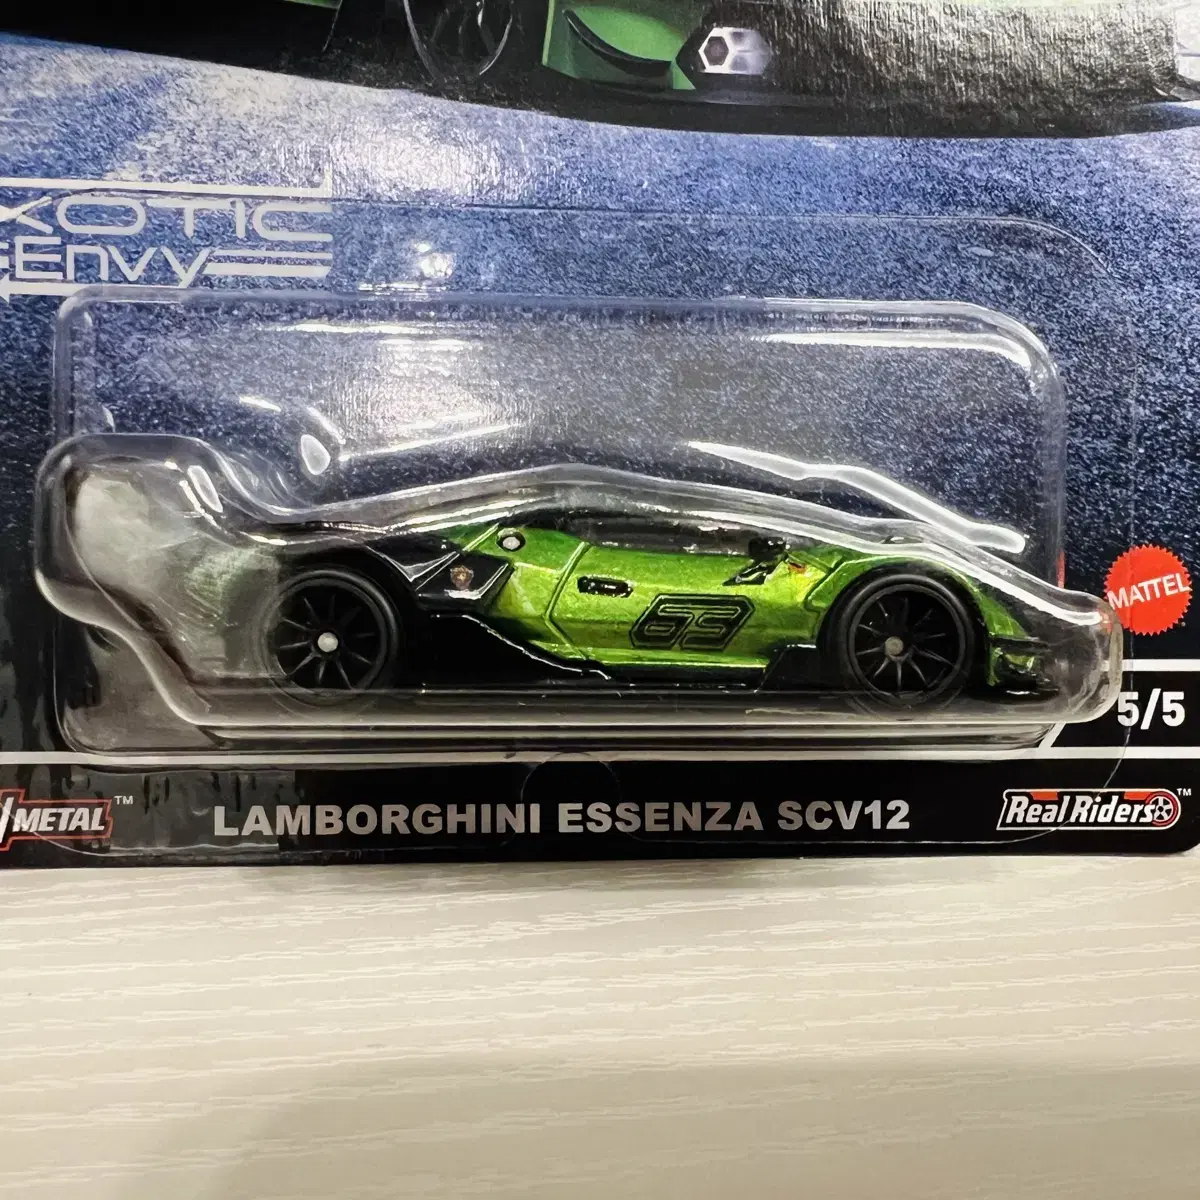 XOTIC
Envy
63
MATTEL
5/5
/METAL™
LAMBORGHINI ESSENZA SCV12
Real Riders™